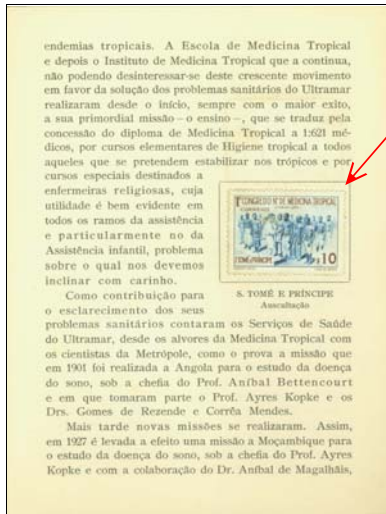 endemias tropicais. A Escola de Medicina Tropical
e depois o Instituto de Medicina Tropical que a continua,
não podendo desinteressar-se deste crescente movimento
em favor da solução dos problemas sanitários do Ultramar
realizaram desde o início, sempre com o maior exito,
a sua primordial missão – o ensino –, que se traduz pela
concessão do diploma de Medicina Tropical a 1:621 mé-
dicos, por cursos elementares de Higiene tropical a todos
aqueles que se pretendem estabilizar nos trópicos e por
cursos especiais destinados a
enfermeiras religiosas, cuja
utilidade é bem evidente em
todos os ramos da assistência
e particularmente no da
Assistência infantil, problema
sobre o qual nos devemos
inclinar com carinho.
Como contribuição para
o esclarecimento dos seus
1º CONGRESSO Nª DE MEDICINA TROPICAL
S.TOMÉ E PRÍNCIPE
$10
S. TOMÉ E PRÍNCIPE
Auscultação
problemas sanitários contaram os Serviços de Saúde
do Ultramar, desde os alvores da Medicina Tropical com
os cientistas da Metrópole, como o prova a missão que
em 1901 foi realizada a Angola para o estudo da doença
do sono, sob a chefia do Prof. Aníbal Bettencourt
e em que tomaram parte o Prof. Ayres Kopke e os
Drs. Gomes de Rezende e Corrêa Mendes.
Mais tarde novas missões se realizaram. Assim,
em 1927 é levada a efeito uma missão a Moçambique para
o estudo da doença do sono, sob a chefia do Prof. Ayres
Kopke e com a colaboração do Dr. Aníbal de Magalhãis,